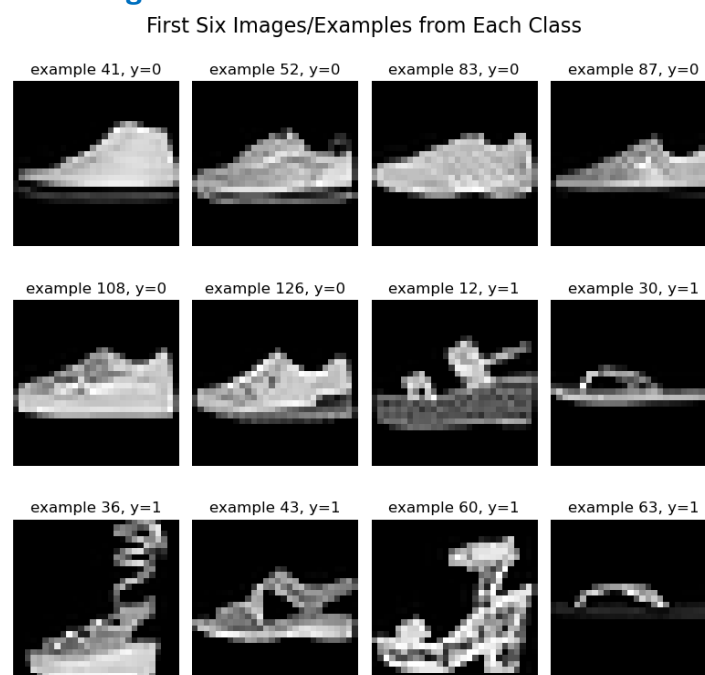 First Six Images/Examples from Each Class
example 41, y=0
example 52, y=0
example 83, y=0
example 87, y=0
example 108, y=0
example 126, y=0
example 12, y=1
example 30, y=1
example 36, y=1
example 43, y=1
example 60, y=1
example 63, y=1